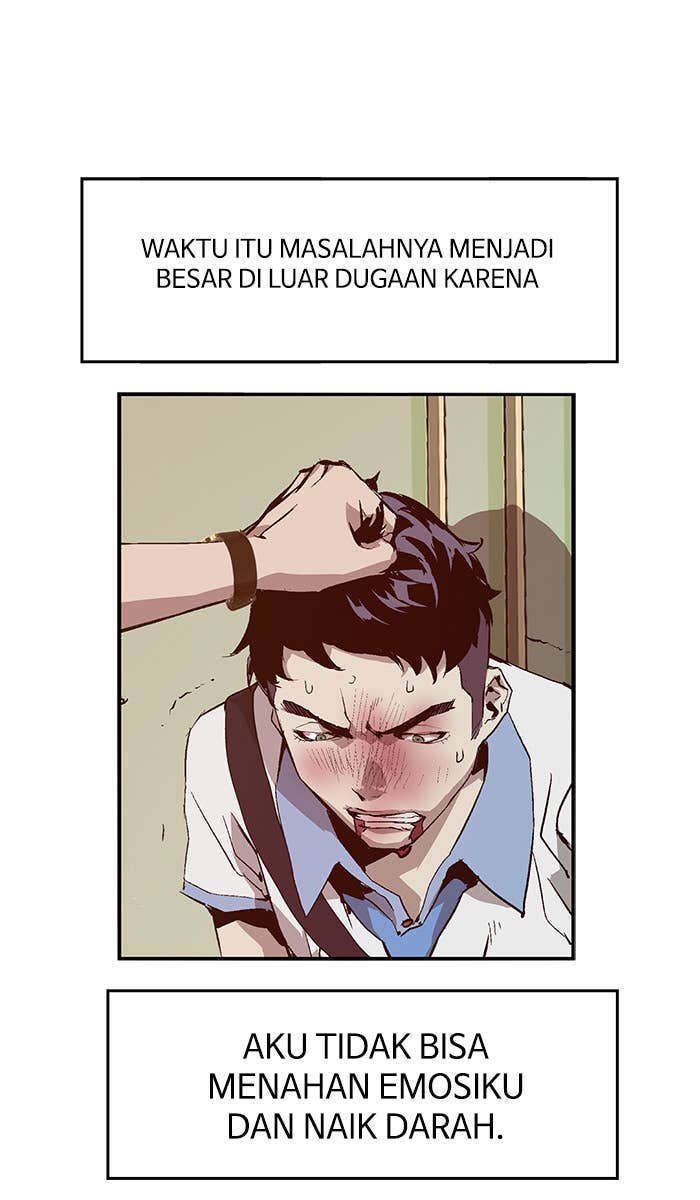 WAKTU ITU MASALAHNYA MENJADI
BESAR DI LUAR DUGAAN KARENA
AKU TIDAK BISA
MENAHAN EMOSIKU
DAN NAIK DARAH.